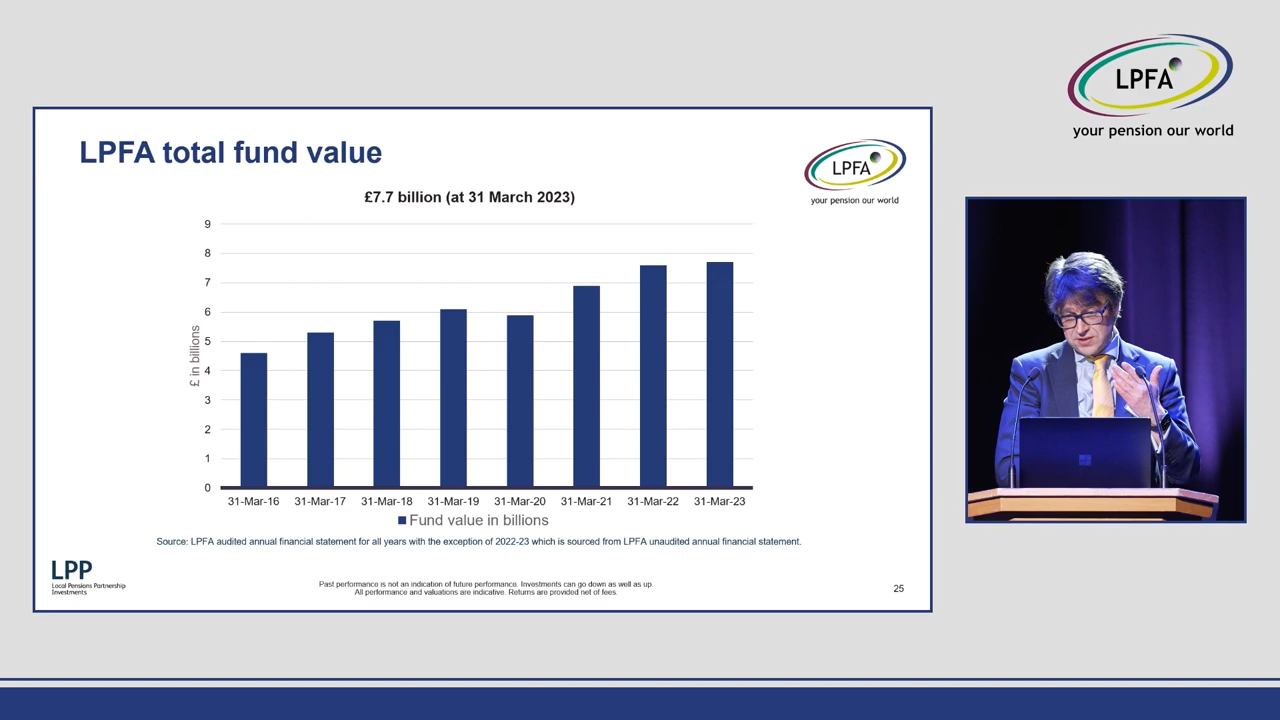 LPFA
your pension our world
LPFA total fund value
LPFA
your pension our world
£7.7 billion (at 31 March 2023)
9
8
7
6
5
4
3
2
1
0
£ in billions
31-Mar-16 31-Mar-17 31-Mar-18 31-Mar-19 31-Mar-20 31-Mar-21 31-Mar-22 31-Mar-23
Fund value in billions
Source: LPFA audited annual financial statement for all years with the exception of 2022-23 which is sourced from LPFA unaudited annual financial statement.
LPP
Local Pensions Partnership
Investments
Past performance is not an indication of future performance. Investments can go down as well as up.
All performance and valuations are indicative. Returns are provided net of fees.
25